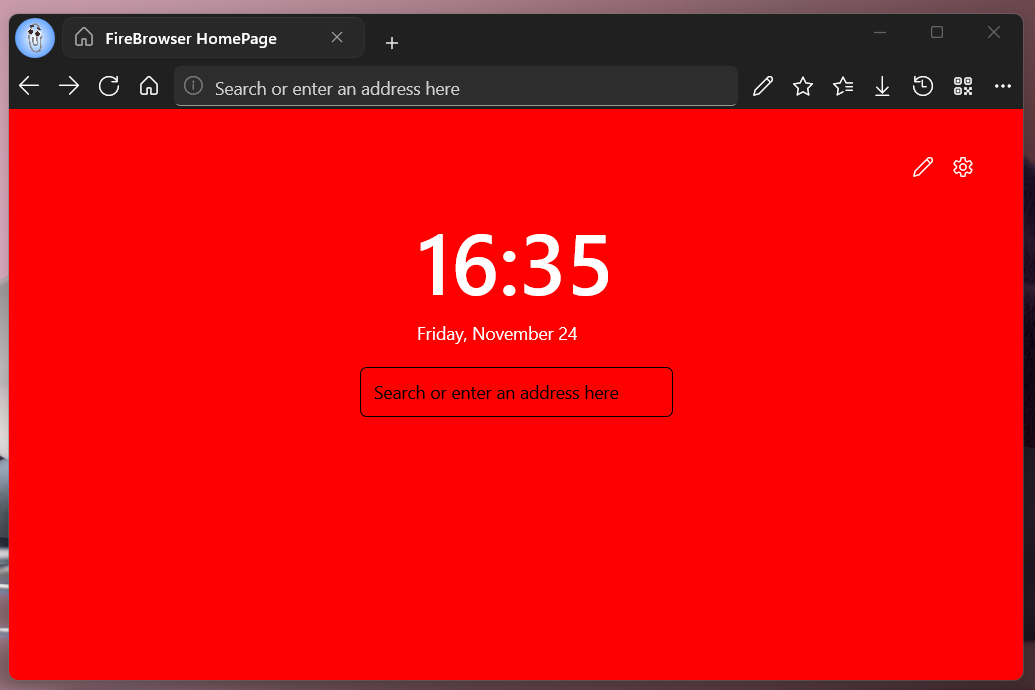 FireBrowser HomePage
Search or enter an address here
16:35
Friday, November 24
Search or enter an address here